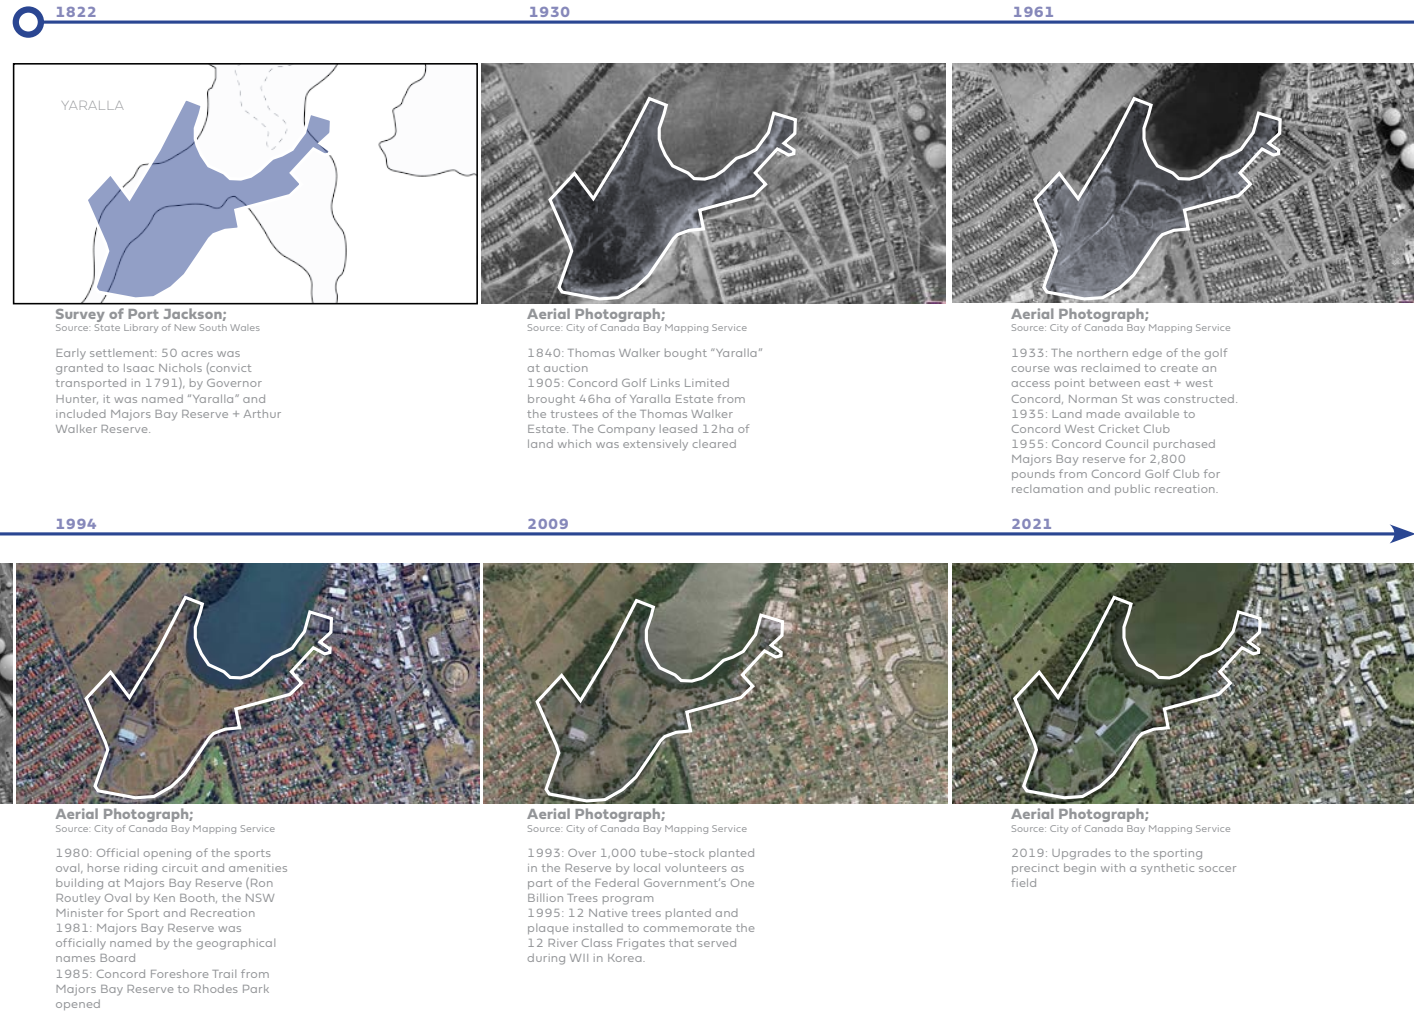 1822
1930
1961
YARALLA
Survey of Port Jackson;
Source: State Library of New South Wales
Early settlement: 50 acres was
granted to Isaac Nichols (convict
transported in 1791), by Governor
Hunter, it was named “Yaralla” and
included Majors Bay Reserve + Arthur
Walker Reserve.
Aerial Photograph;
Source: City of Canada Bay Mapping Service
1840: Thomas Walker bought “Yaralla”
at auction
1905: Concord Golf Links Limited
brought 46ha of Yaralla Estate from
the trustees of the Thomas Walker
Estate. The Company leased 12ha of
land which was extensively cleared
Aerial Photograph;
Source: City of Canada Bay Mapping Service
1933: The northern edge of the golf
course was reclaimed to create an
access point between east + west
Concord, Norman St was constructed.
1935: Land made available to
Concord West Cricket Club
1955: Concord Council purchased
Majors Bay reserve for 2,800
pounds from Concord Golf Club for
reclamation and public recreation.
1994
2009
2021
Aerial Photograph;
Source: City of Canada Bay Mapping Service
1980: Official opening of the sports
oval, horse riding circuit and amenities
building at Majors Bay Reserve (Ron
Routley Oval by Ken Booth, the NSW
Minister for Sport and Recreation
1981: Majors Bay Reserve was
officially named by the geographical
names Board
1985: Concord Foreshore Trail from
Majors Bay Reserve to Rhodes Park
opened
Aerial Photograph;
Source: City of Canada Bay Mapping Service
1993: Over 1,000 tube-stock planted
in the Reserve by local volunteers as
part of the Federal Government’s One
Billion Trees program
1995: 12 Native trees planted and
plaque installed to commemorate the
12 River Class Frigates that served
during WII in Korea.
Aerial Photograph;
Source: City of Canada Bay Mapping Service
2019: Upgrades to the sporting
precinct begin with a synthetic soccer
field